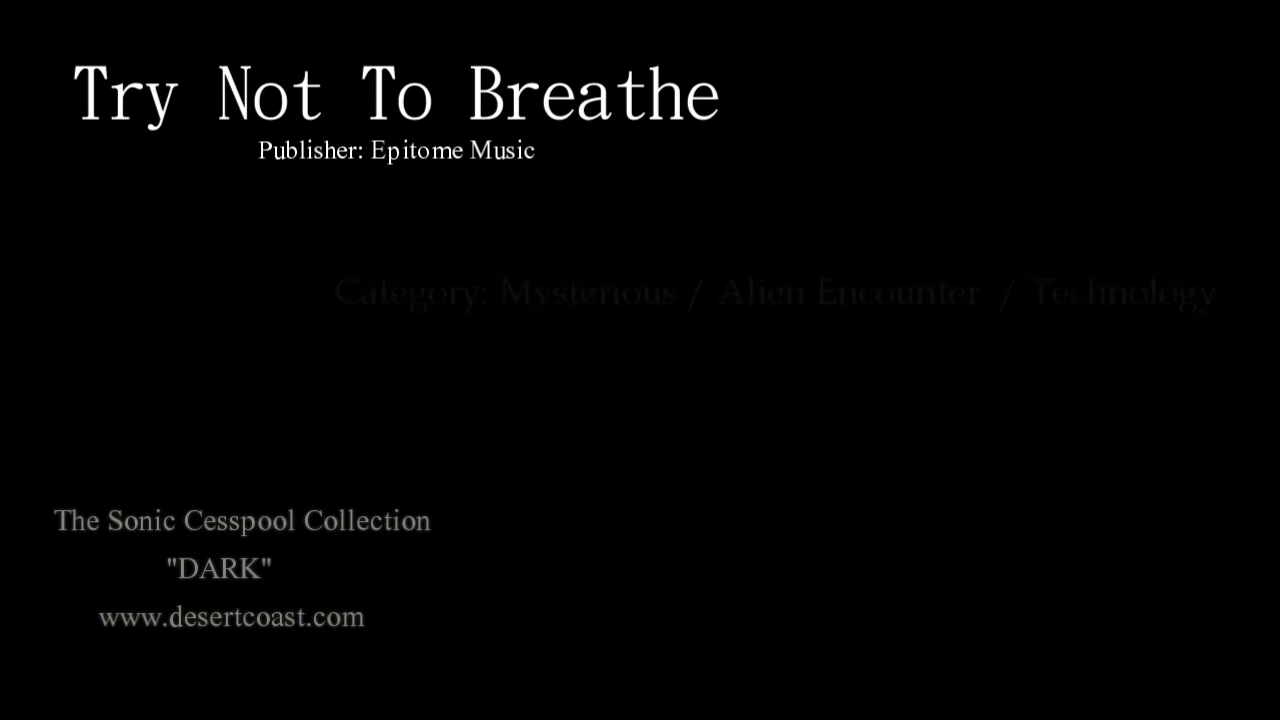 Try Not To Breathe
Publisher: Epitome Music
Category: Mysterious / Alien Encounter / Technology
The Sonic Cesspool Collection
"DARK"
www.desertcoast.com